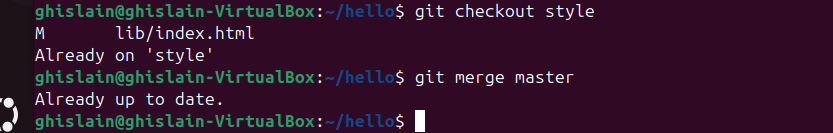 ghislain@ghislain-VirtualBox:~/hello$ git checkout style
M       lib/index.html
Already on 'style'
ghislain@ghislain-VirtualBox:~/hello$ git merge master
Already up to date.
ghislain@ghislain-VirtualBox:~/hello$